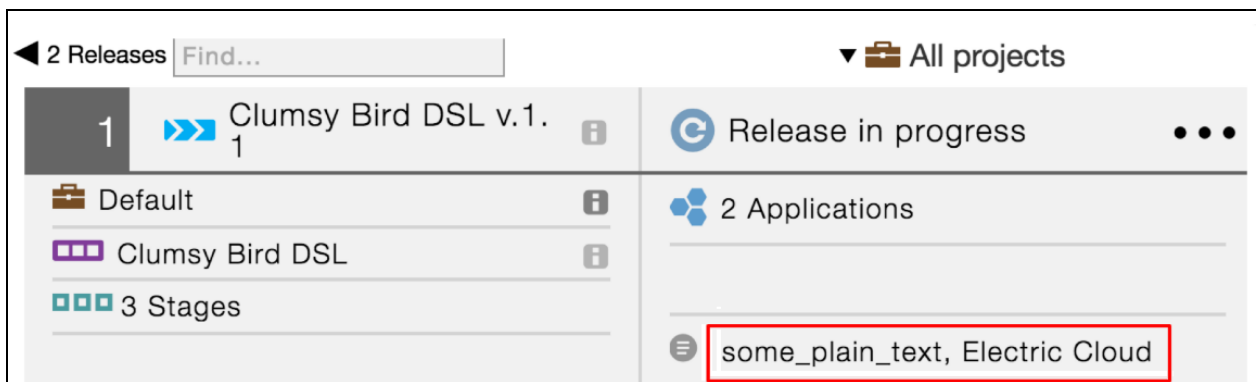 2 Releases Find... All projects
1 Clumsy Bird DSL v.1.
1 Release in progress
Default 2 Applications
Clumsy Bird DSL
3 Stages
some_plain_text, Electric Cloud